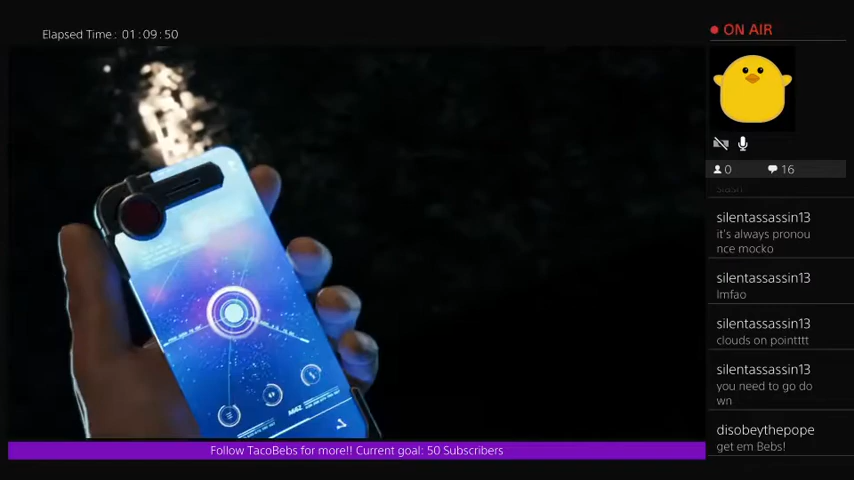 Elapsed Time: 01:09:50
ON AIR
0
16
silentassassin13
it's always pronou
nce mocko
silentassassin13
lmfao
silentassassin13
clouds on pointttt
silentassassin13
you need to go do
wn
disobeythepope
get em Bebs!
Follow TacoBebs for more!! Current goal: 50 Subscribers